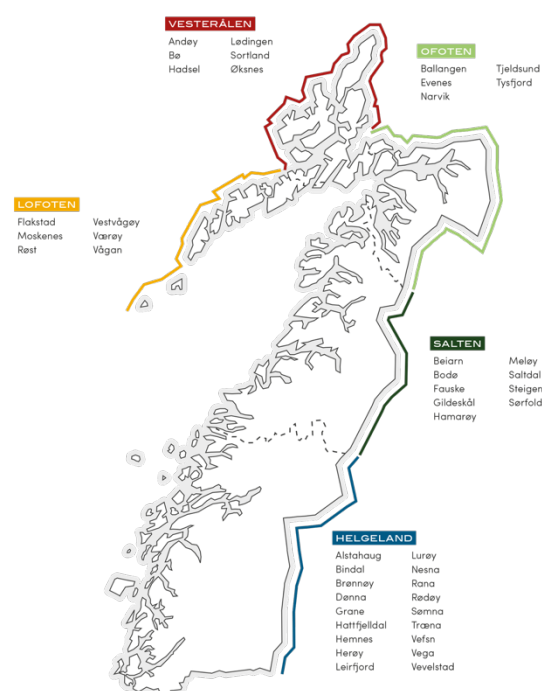 VESTERÅLEN
Andøy Lødingen
Bø Sortland
Hadsel Øksnes
OFOTEN
Ballangen Tjeldsund
Evenes Tysfjord
Narvik
LOFOTEN
Flakstad Vestvågøy
Moskenes Værøy
Røst Vågan
SALTEN
Beiarn Meløy
Bodø Saltdal
Fauske Steigen
Gildeskål Sørfold
Hamarøy
HELGELAND
Alstahaug Lurøy
Bindal Nesna
Brønnøy Rana
Dønna Rødøy
Grane Sømna
Hattfjelldal Træna
Hemnes Vefsn
Herøy Vega
Leirfjord Vevelstad